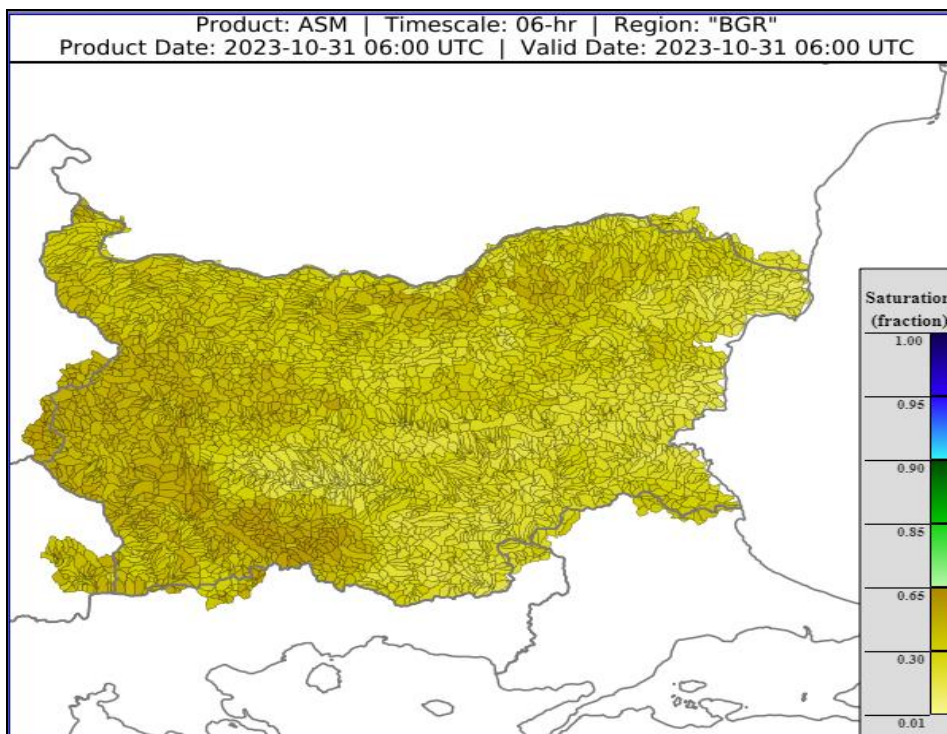 Product: ASM | Timescale: 06-hr | Region: "BGR"
Product Date: 2023-10-31 06:00 UTC | Valid Date: 2023-10-31 06:00 UTC
Saturation
(fraction)
1.00
0.95
0.90
0.85
0.65
0.30
0.01